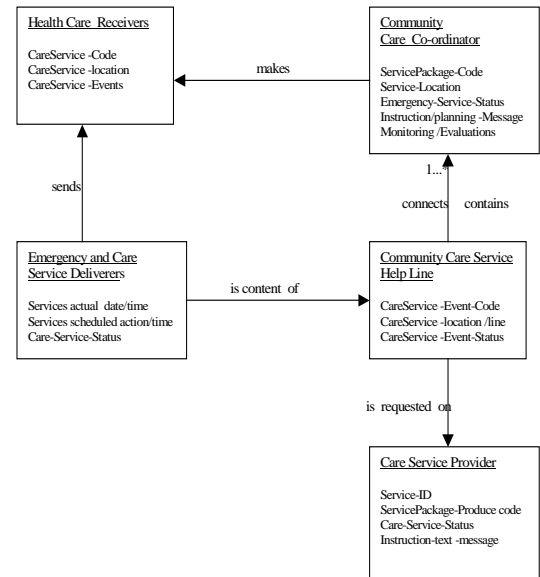 Health Care Receivers
CareService -Code
CareService -location
CareService -Events
makes
Community
Care Co-ordinator
ServicePackage-Code
Service-Location
Emergency-Service-Status
Instruction/planning -Message
Monitoring /Evaluations
1...*
sends
connects contains
Emergency and Care
Service Deliverers
Services actual date/time
Services scheduled action/time
Care-Service-Status
is content of
Community Care Service
Help Line
CareService -Event-Code
CareService -location /line
CareService -Event-Status
is requested on
Care Service Provider
Service-ID
ServicePackage-Produce code
Care-Service-Status
Instruction-text -message